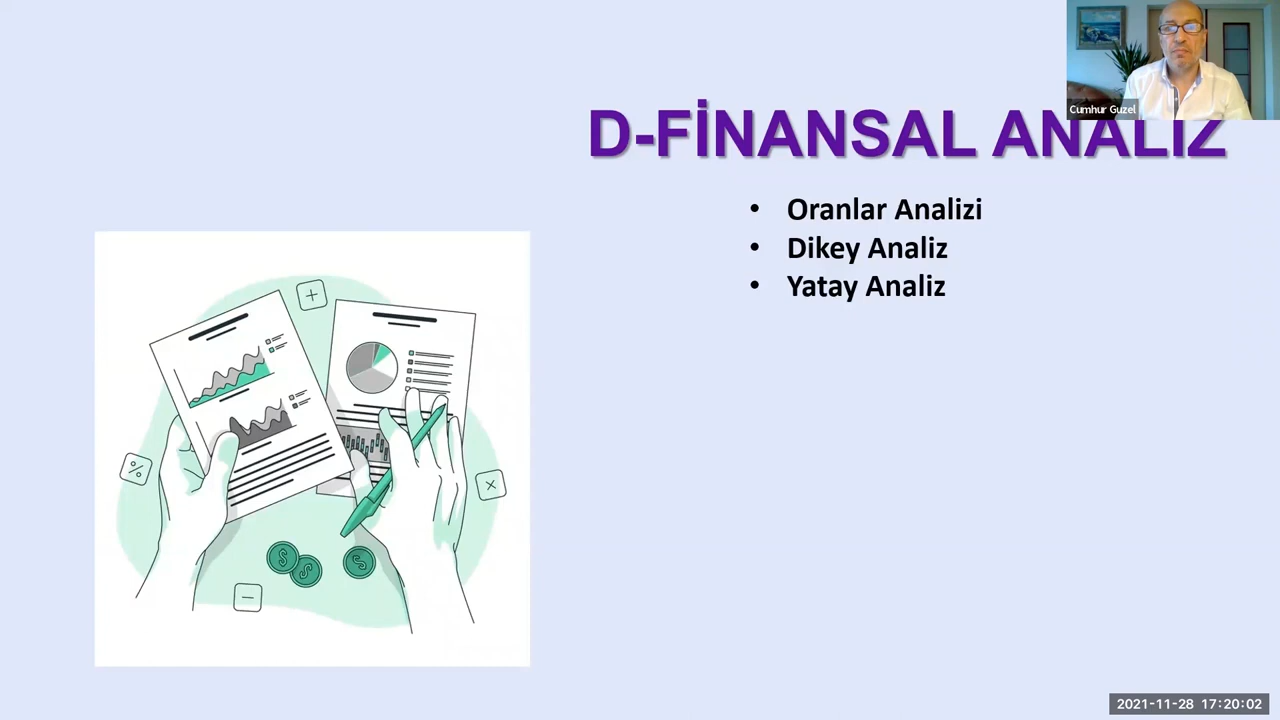 Cumhur Guzel
D-FİNANSAL ANALİZ
• Oranlar Analizi
• Dikey Analiz
• Yatay Analiz
2021-11-28 17:20:02